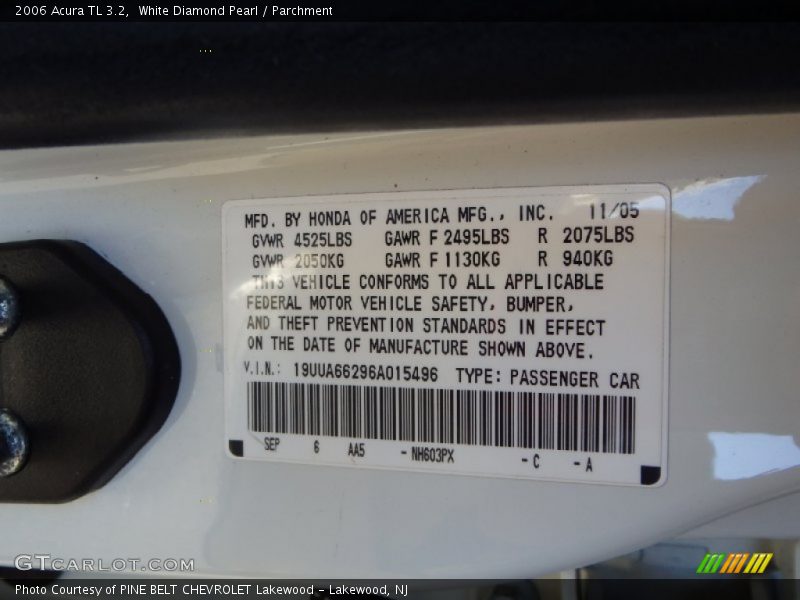 2006 Acura TL 3.2,  White Diamond Pearl / Parchment
MFD. BY HONDA OF AMERICA MFG., INC. 11/05
GVWR 4525LBS GAWR F 2495LBS R 2075LBS
GVWR 2050KG GAWR F 1130KG R 940KG
THIS VEHICLE CONFORMS TO ALL APPLICABLE
FEDERAL MOTOR VEHICLE SAFETY, BUMPER,
AND THEFT PREVENTION STANDARDS IN EFFECT
ON THE DATE OF MANUFACTURE SHOWN ABOVE.
V.I.N.: 19UUA66296A015496 TYPE: PASSENGER CAR
SEP 6 AA5 - NH603PX - C - A
GTCARLOT.COM
Photo Courtesy of PINE BELT CHEVROLET Lakewood - Lakewood, NJ